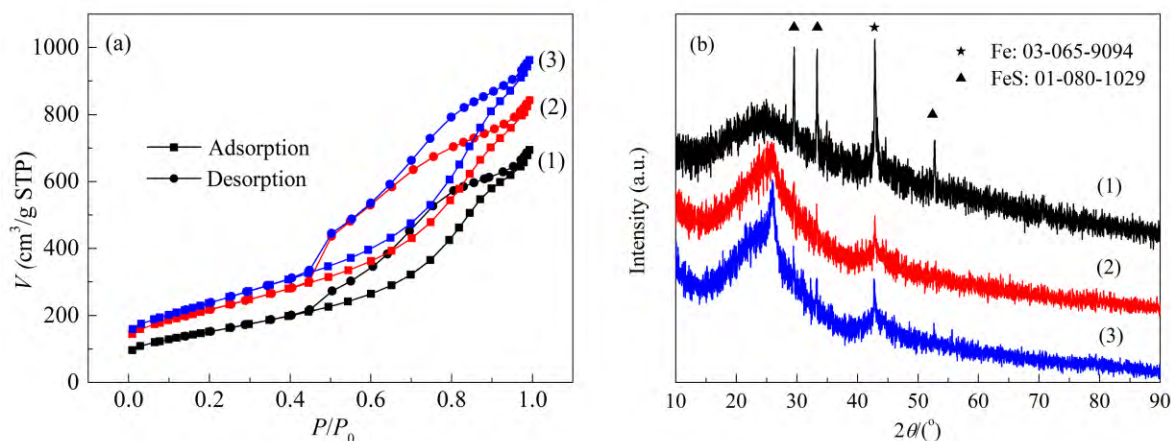 (a)
V (cm³/g STP)
1000
800
600
400
200
0
(3)
(2)
(1)
Adsorption
Desorption
0.0 0.2 0.4 0.6 0.8 1.0
P/P₀
(b)
Fe: 03-065-9094
FeS: 01-080-1029
Intensity (a.u.)
(1)
(2)
(3)
10 20 30 40 50 60 70 80 90
2θ/(°)